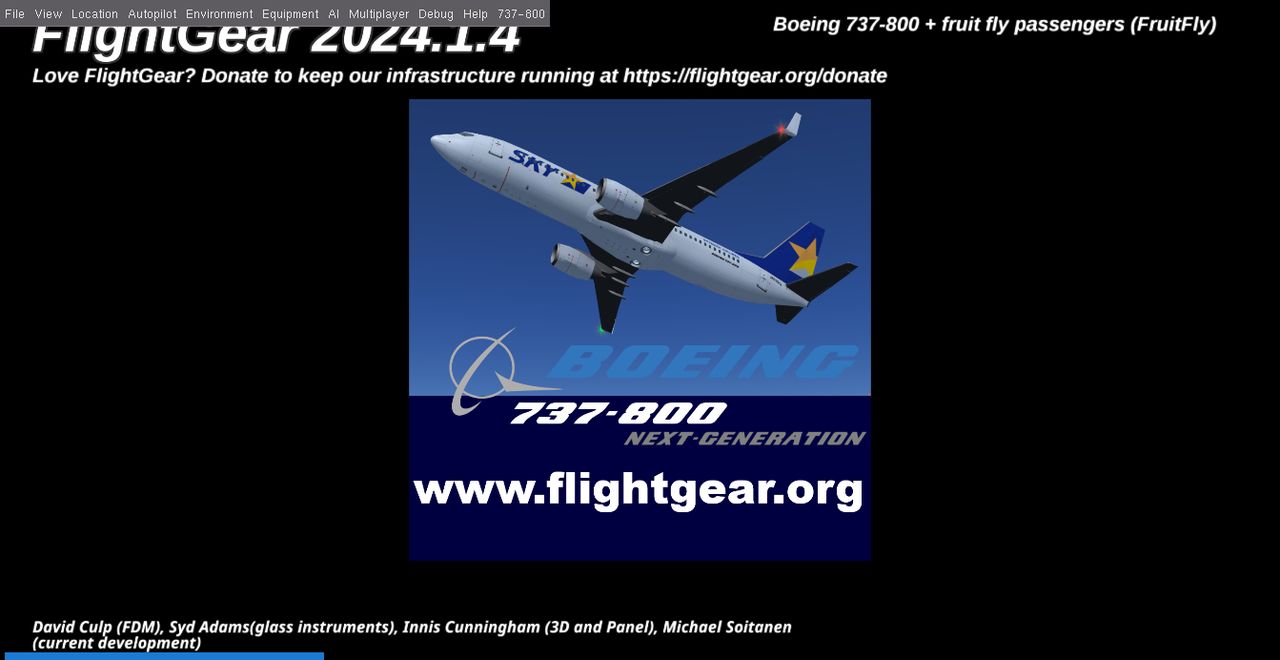 File View Location Autopilot Environment Equipment AI Multiplayer Debug Help 737-800
FlightGear 2024.1.4
Boeing 737-800 + fruit fly passengers (FruitFly)
Love FlightGear? Donate to keep our infrastructure running at https://flightgear.org/donate
SKY
BOEING
737-800
NEXT-GENERATION
www.flightgear.org
David Culp (FDM), Syd Adams(glass instruments), Innis Cunningham (3D and Panel), Michael Soitanen
(current development)